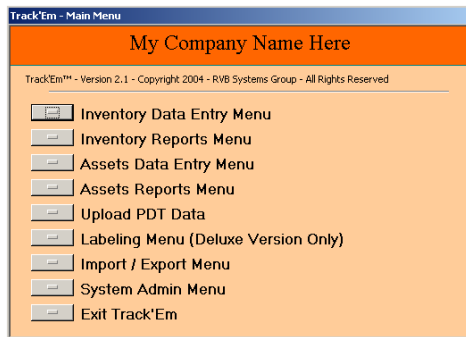 Track'Em - Main Menu
My Company Name Here
Track'Em™ - Version 2.1 - Copyright 2004 - RVB Systems Group - All Rights Reserved
Inventory Data Entry Menu
Inventory Reports Menu
Assets Data Entry Menu
Assets Reports Menu
Upload PDT Data
Labeling Menu (Deluxe Version Only)
Import / Export Menu
System Admin Menu
Exit Track'Em